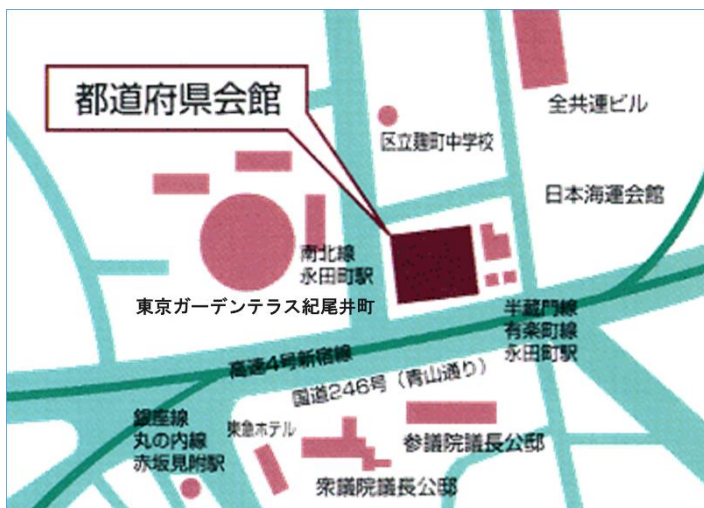 都道府県会館
全共連ビル
区立麹町中学校
日本海運会館
南北線
永田町駅
東京ガーデンテラス紀尾井町
半蔵門線
有楽町線
永田町駅
高速4号新宿線
国道246号（青山通り）
銀座線
丸の内線
赤坂見附駅
東急ホテル
参議院議長公邸
衆議院議長公邸